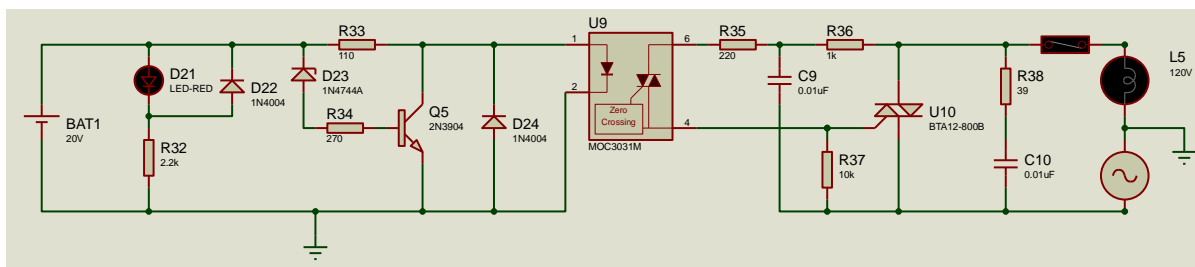 BAT1
20V
D21
LED-RED
R32
2.2k
D22
1N4004
D23
1N4744A
R33
110
R34
270
Q5
2N3904
D24
1N4004
U9
1
2
6
4
Zero
Crossing
MOC3031M
R35
220
C9
0.01uF
R36
1k
R37
10k
U10
BTA12-800B
R38
39
C10
0.01uF
L5
120V